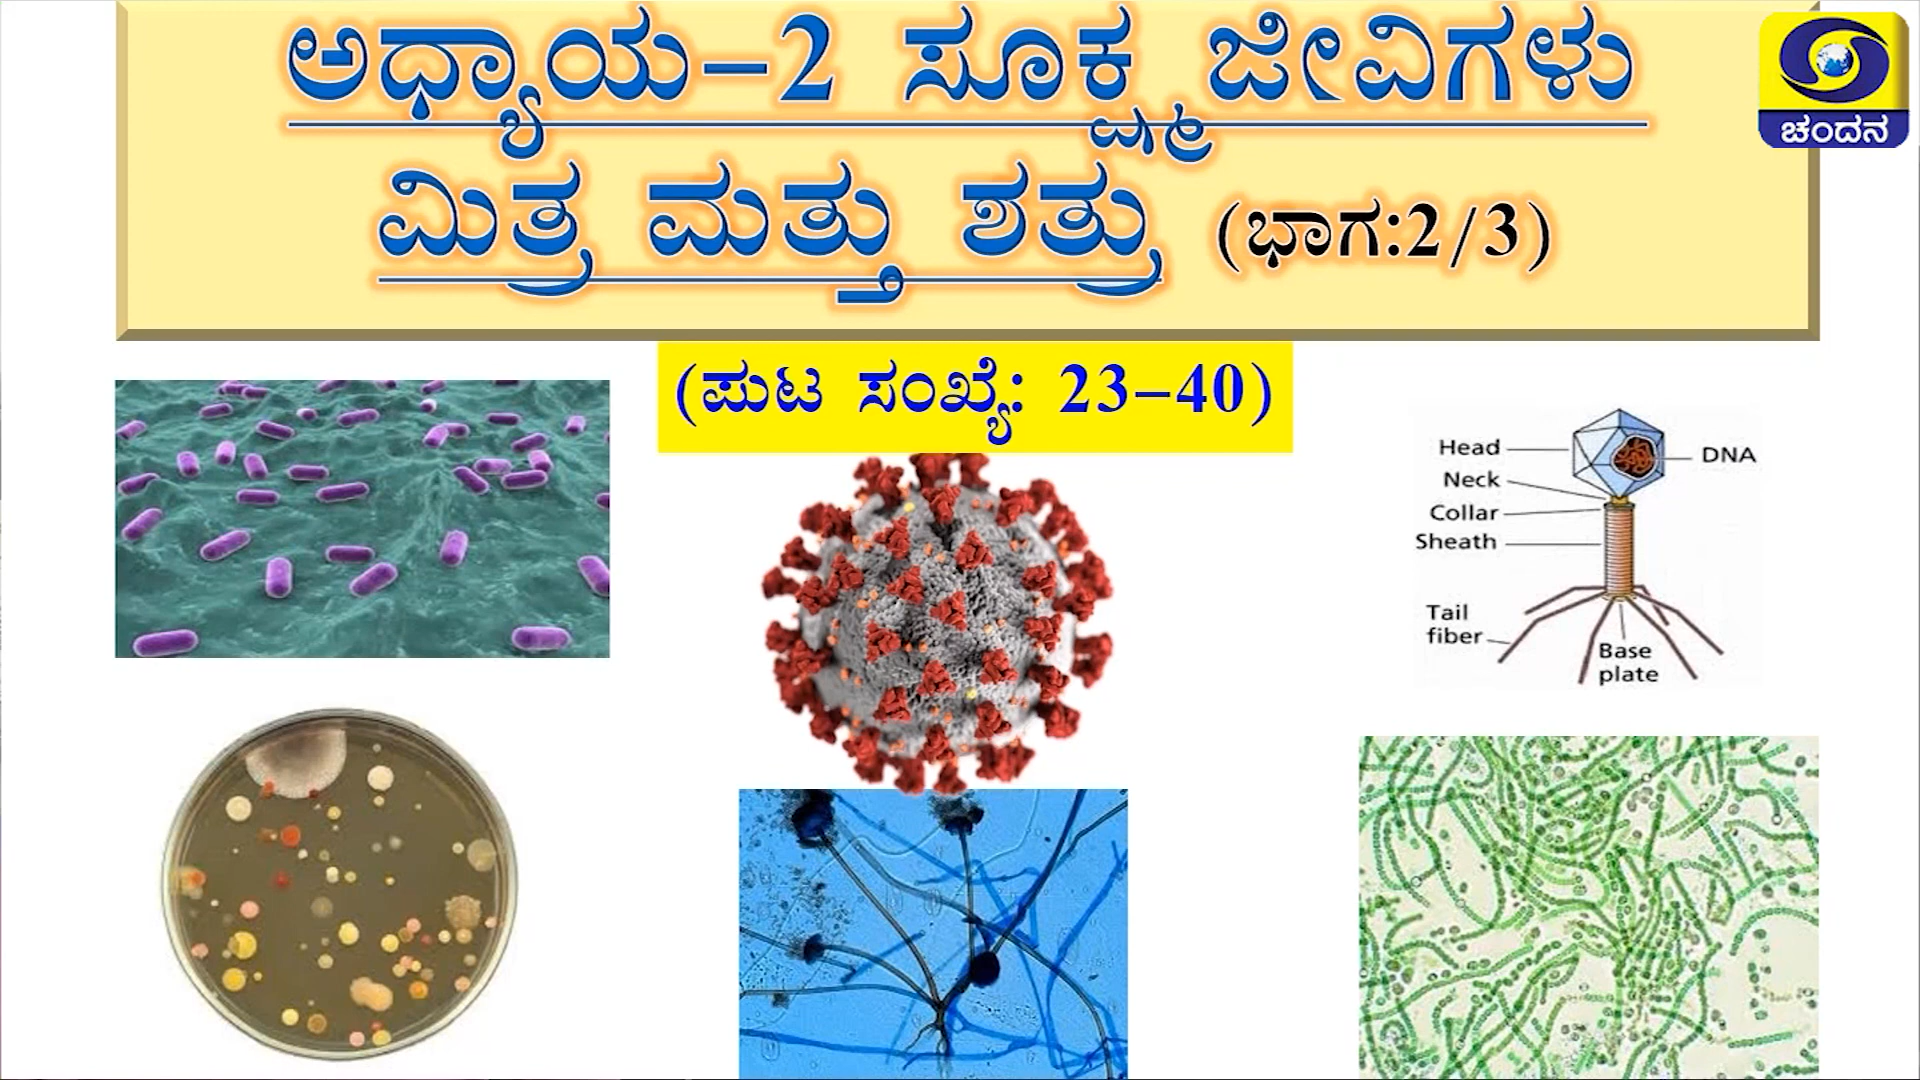 ಅಧ್ಯಾಯ–2 ಸೂಕ್ಷ್ಮಜೀವಿಗಳು
ಮಿತ್ರ ಮತ್ತು ಶತ್ರು (ಭಾಗ:2/3)
ಚಂದನ
(ಪುಟ ಸಂಖ್ಯೆ: 23–40)
Head
DNA
Neck
Collar
Sheath
Tail
fiber
Base
plate